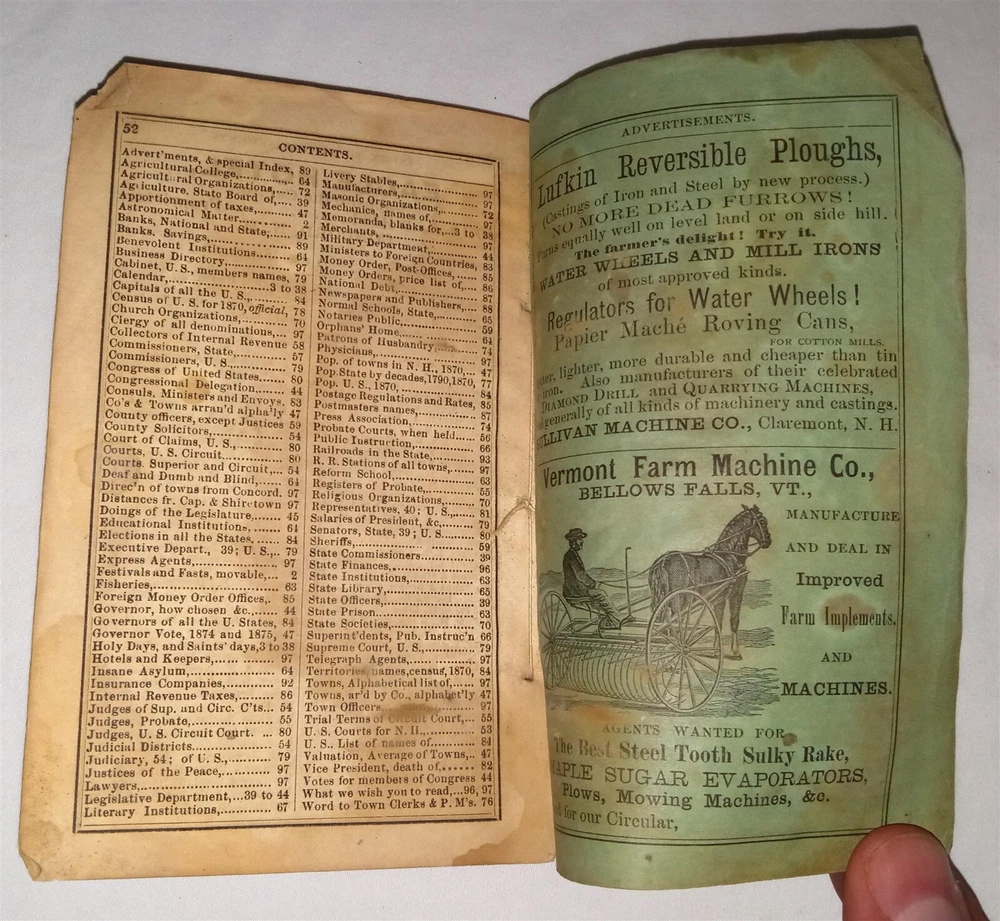 52
CONTENTS.
Advert'ments, & special Index, 89
Agricultural College,.......... 64
Agricultural Organizations,.... 72
Agriculture, State Board of,... 39
Apportionment of taxes,........ 47
Astronomical Matter............ 2
Banks, National and State,..... 91
Banks, Savings,................ 89
Benevolent Institutions........ 64
Business Directory,............ 97
Cabinet, U.S., members names, 79
Calendar,................3 to 38
Capitals of all the U. S.,..... 84
Census of U. S. for 1870, official, 78
Church Organizations,.......... 70
Clergy of all denominations,... 97
Collectors of Internal Revenue 58
Commissioners, State,.......... 57
Commissioners, U. S............ 79
Congress of United States...... 80
Congressional Delegation,...... 44
Consuls, Ministers and Envoys. 83
Co's & Towns arran'd alpha'ly 47
County officers, except Justices 59
County Solicitors,............. 54
Court of Claims, U. S.,........ 80
Courts, U. S. Circuit.......... 80
Courts, Superior and Circuit,... 54
Deaf and Dumb and Blind,....... 64
Direc'n of towns from Concord. 97
Distances fr. Cap. & Shiretown 97
Doings of the Legislature,..... 45
Educational Institutions,...... 64
Elections in all the States.... 84
Executive Depart., 39; U. S.,.. 79
Express Agents,................ 97
Festivals and Fasts, movable,... 2
Fisheries,..................... 63
Foreign Money Order Offices,. 85
Governor, how chosen &c........ 44
Governors of all the U. States, 84
Governor Vote, 1874 and 1875, 47
Holy Days, and Saints' days,3 to 38
Hotels and Keepers,............ 97
Insane Asylum,................. 64
Insurance Companies,........... 92
Internal Revenue Taxes,........ 86
Judges of Sup. and Circ. C'ts... 54
Judges, Probate,............... 55
Judges, U. S. Circuit Court. ... 80
Judicial Districts............. 54
Judiciary, 54; of U. S.,....... 79
Justices of the Peace,......... 97
Lawyers,....................... 97
Legislative Department,...39 to 44
Literary Institutions,......... 67
Livery Stables,................ 97
Manufacturers,................. 97
Masonic Organizations,......... 72
Mechanics, names of,........... 97
Memoranda, blanks for,...3 to 38
Merchants,..................... 97
Military Department,........... 44
Ministers to Foreign Countries, 83
Money Order, Post-Offices,..... 85
Money Orders, price list of,... 86
National Debt,................. 87
Newspapers and Publishers,..... 88
Normal Schools, State,......... 65
Notaries Public,............... 59
Orphans' Home,................. 64
Patrons of Husbandry,.......... 74
Physicians,.................... 97
Pop. of towns in N. H., 1870,... 47
Pop. State by decades,1790,1870, 77
Pop. U. S., 1870,.............. 84
Postage Regulations and Rates, 85
Postmasters names,............. 87
Press Association,............. 74
Probate Courts, when held...... 56
Public Instruction,............ 66
Railroads in the State,........ 93
R. R. Stations of all towns,... 97
Reform School,................. 63
Registers of Probate,.......... 55
Religious Organizations,....... 70
Representatives, 40; U. S.,.... 81
Salaries of President, &c,..... 79
Senators, State, 39; U. S...... 80
Sheriffs,...................... 59
State Commissioners............ 39
State Finances,................ 96
State Institutions,............ 63
State Library,................. 65
State Officers,................ 39
State Prison................... 63
State Societies,............... 70
Superint'dents, Pub. Instruc'n 66
Supreme Court, U. S.,.......... 79
Telegraph Agents,.............. 97
Territories, names,census, 1870, 84
Towns, Alphabetical list of,... 97
Towns, ar'd by Co., alphabet'ly 47
Town Officers,................. 97
Trial Terms of Circuit Court,... 55
U. S. Courts for N. H.,........ 53
U. S., List of names of........ 84
Valuation, Average of Towns,.. 47
Vice President, death of....... 82
Votes for members of Congress 44
What we wish you to read,...96, 97
Word to Town Clerks & P. M's. 76
ADVERTISEMENTS.
Lufkin Reversible Ploughs,
(Castings of Iron and Steel by new process.)
NO MORE DEAD FURROWS!
Turns equally well on level land or on side hill.
The farmer's delight! Try it.
WATER WHEELS AND MILL IRONS
of most approved kinds.
Regulators for Water Wheels!
Papier Maché Roving Cans,
FOR COTTON MILLS,
lighter, more durable and cheaper than tin
iron. Also manufacturers of their celebrated
DIAMOND DRILL and QUARRYING MACHINES,
generally of all kinds of machinery and castings.
SULLIVAN MACHINE CO., Claremont, N. H.
Vermont Farm Machine Co.,
BELLOWS FALLS, VT.,
MANUFACTURE
AND DEAL IN
Improved
Farm Implements.
AND
MACHINES.
AGENTS WANTED FOR
The Best Steel Tooth Sulky Rake,
MAPLE SUGAR EVAPORATORS,
Plows, Mowing Machines, &c.
for our Circular,